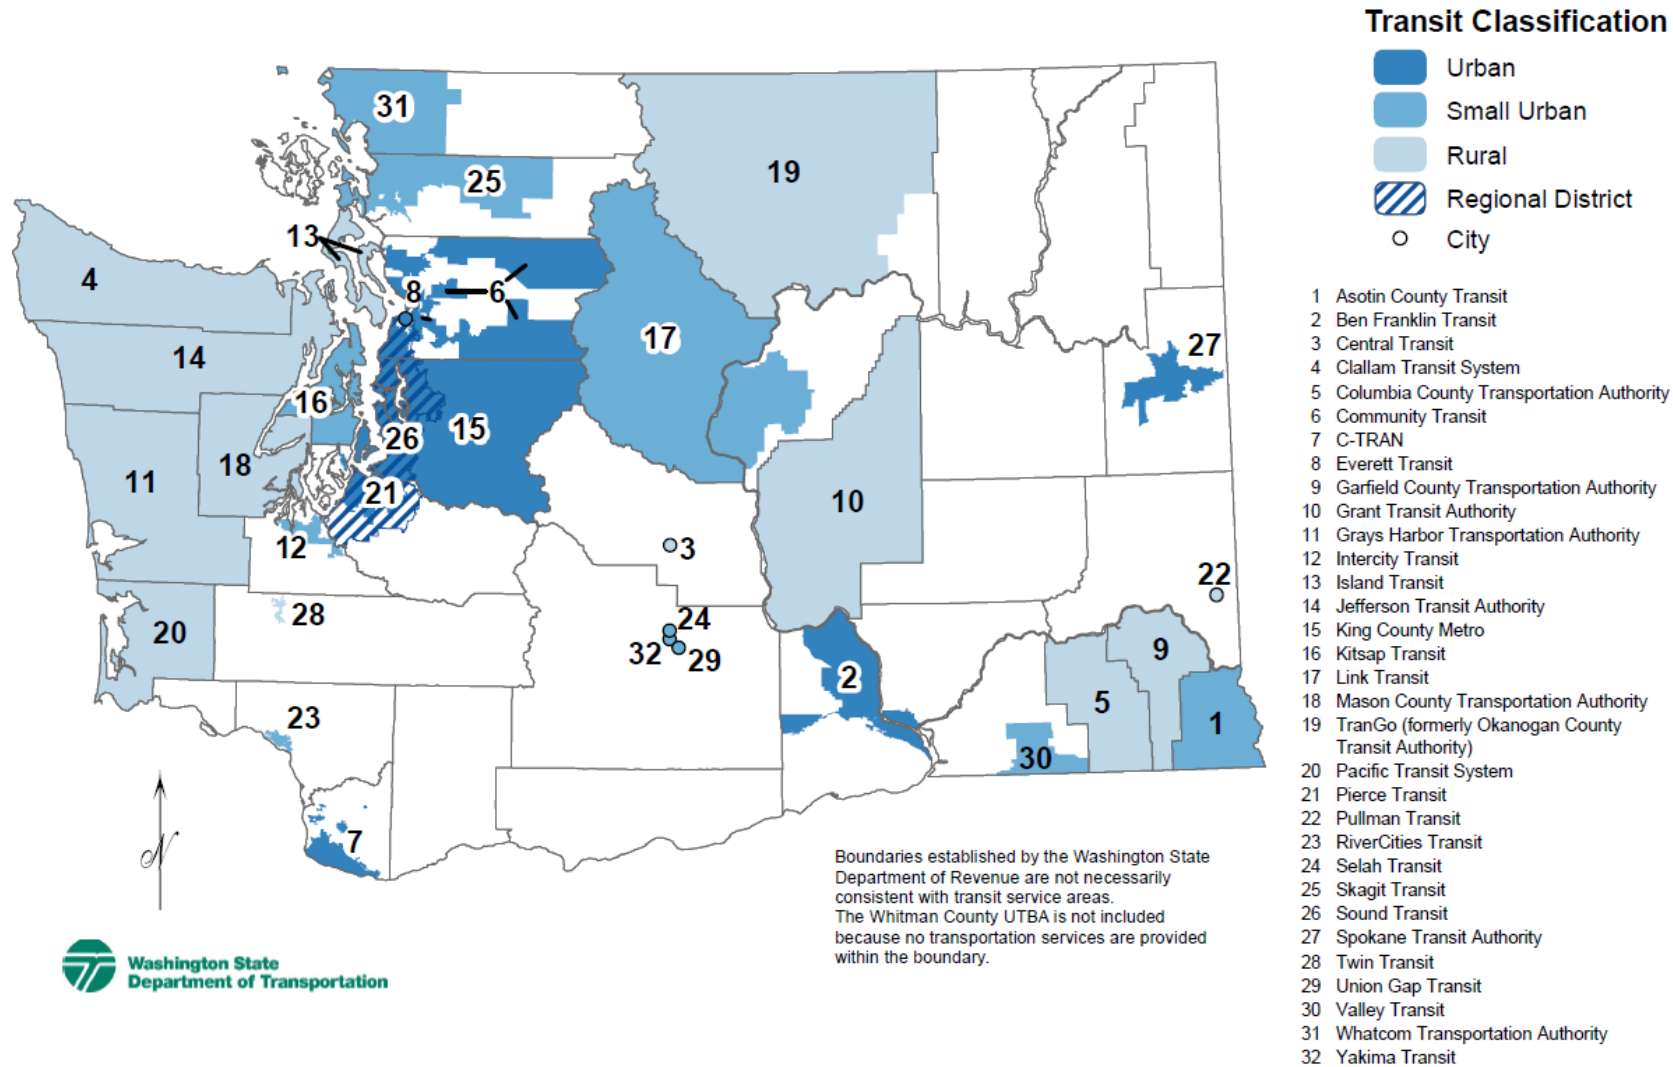 Transit Classification
Urban
Small Urban
Rural
Regional District
City
1 Asotin County Transit
2 Ben Franklin Transit
3 Central Transit
4 Clallam Transit System
5 Columbia County Transportation Authority
6 Community Transit
7 C-TRAN
8 Everett Transit
9 Garfield County Transportation Authority
10 Grant Transit Authority
11 Grays Harbor Transportation Authority
12 Intercity Transit
13 Island Transit
14 Jefferson Transit Authority
15 King County Metro
16 Kitsap Transit
17 Link Transit
18 Mason County Transportation Authority
19 TranGo (formerly Okanogan County
Transit Authority)
20 Pacific Transit System
21 Pierce Transit
22 Pullman Transit
23 RiverCities Transit
24 Selah Transit
25 Skagit Transit
26 Sound Transit
27 Spokane Transit Authority
28 Twin Transit
29 Union Gap Transit
30 Valley Transit
31 Whatcom Transportation Authority
32 Yakima Transit
31
25
19
13
4
8
6
14
17
27
16
26
15
18
11
21
10
12
3
22
28
20
24
32
29
9
2
5
23
1
30
7
N
Boundaries established by the Washington State
Department of Revenue are not necessarily
consistent with transit service areas.
The Whitman County UTBA is not included
because no transportation services are provided
within the boundary.
Washington State
Department of Transportation